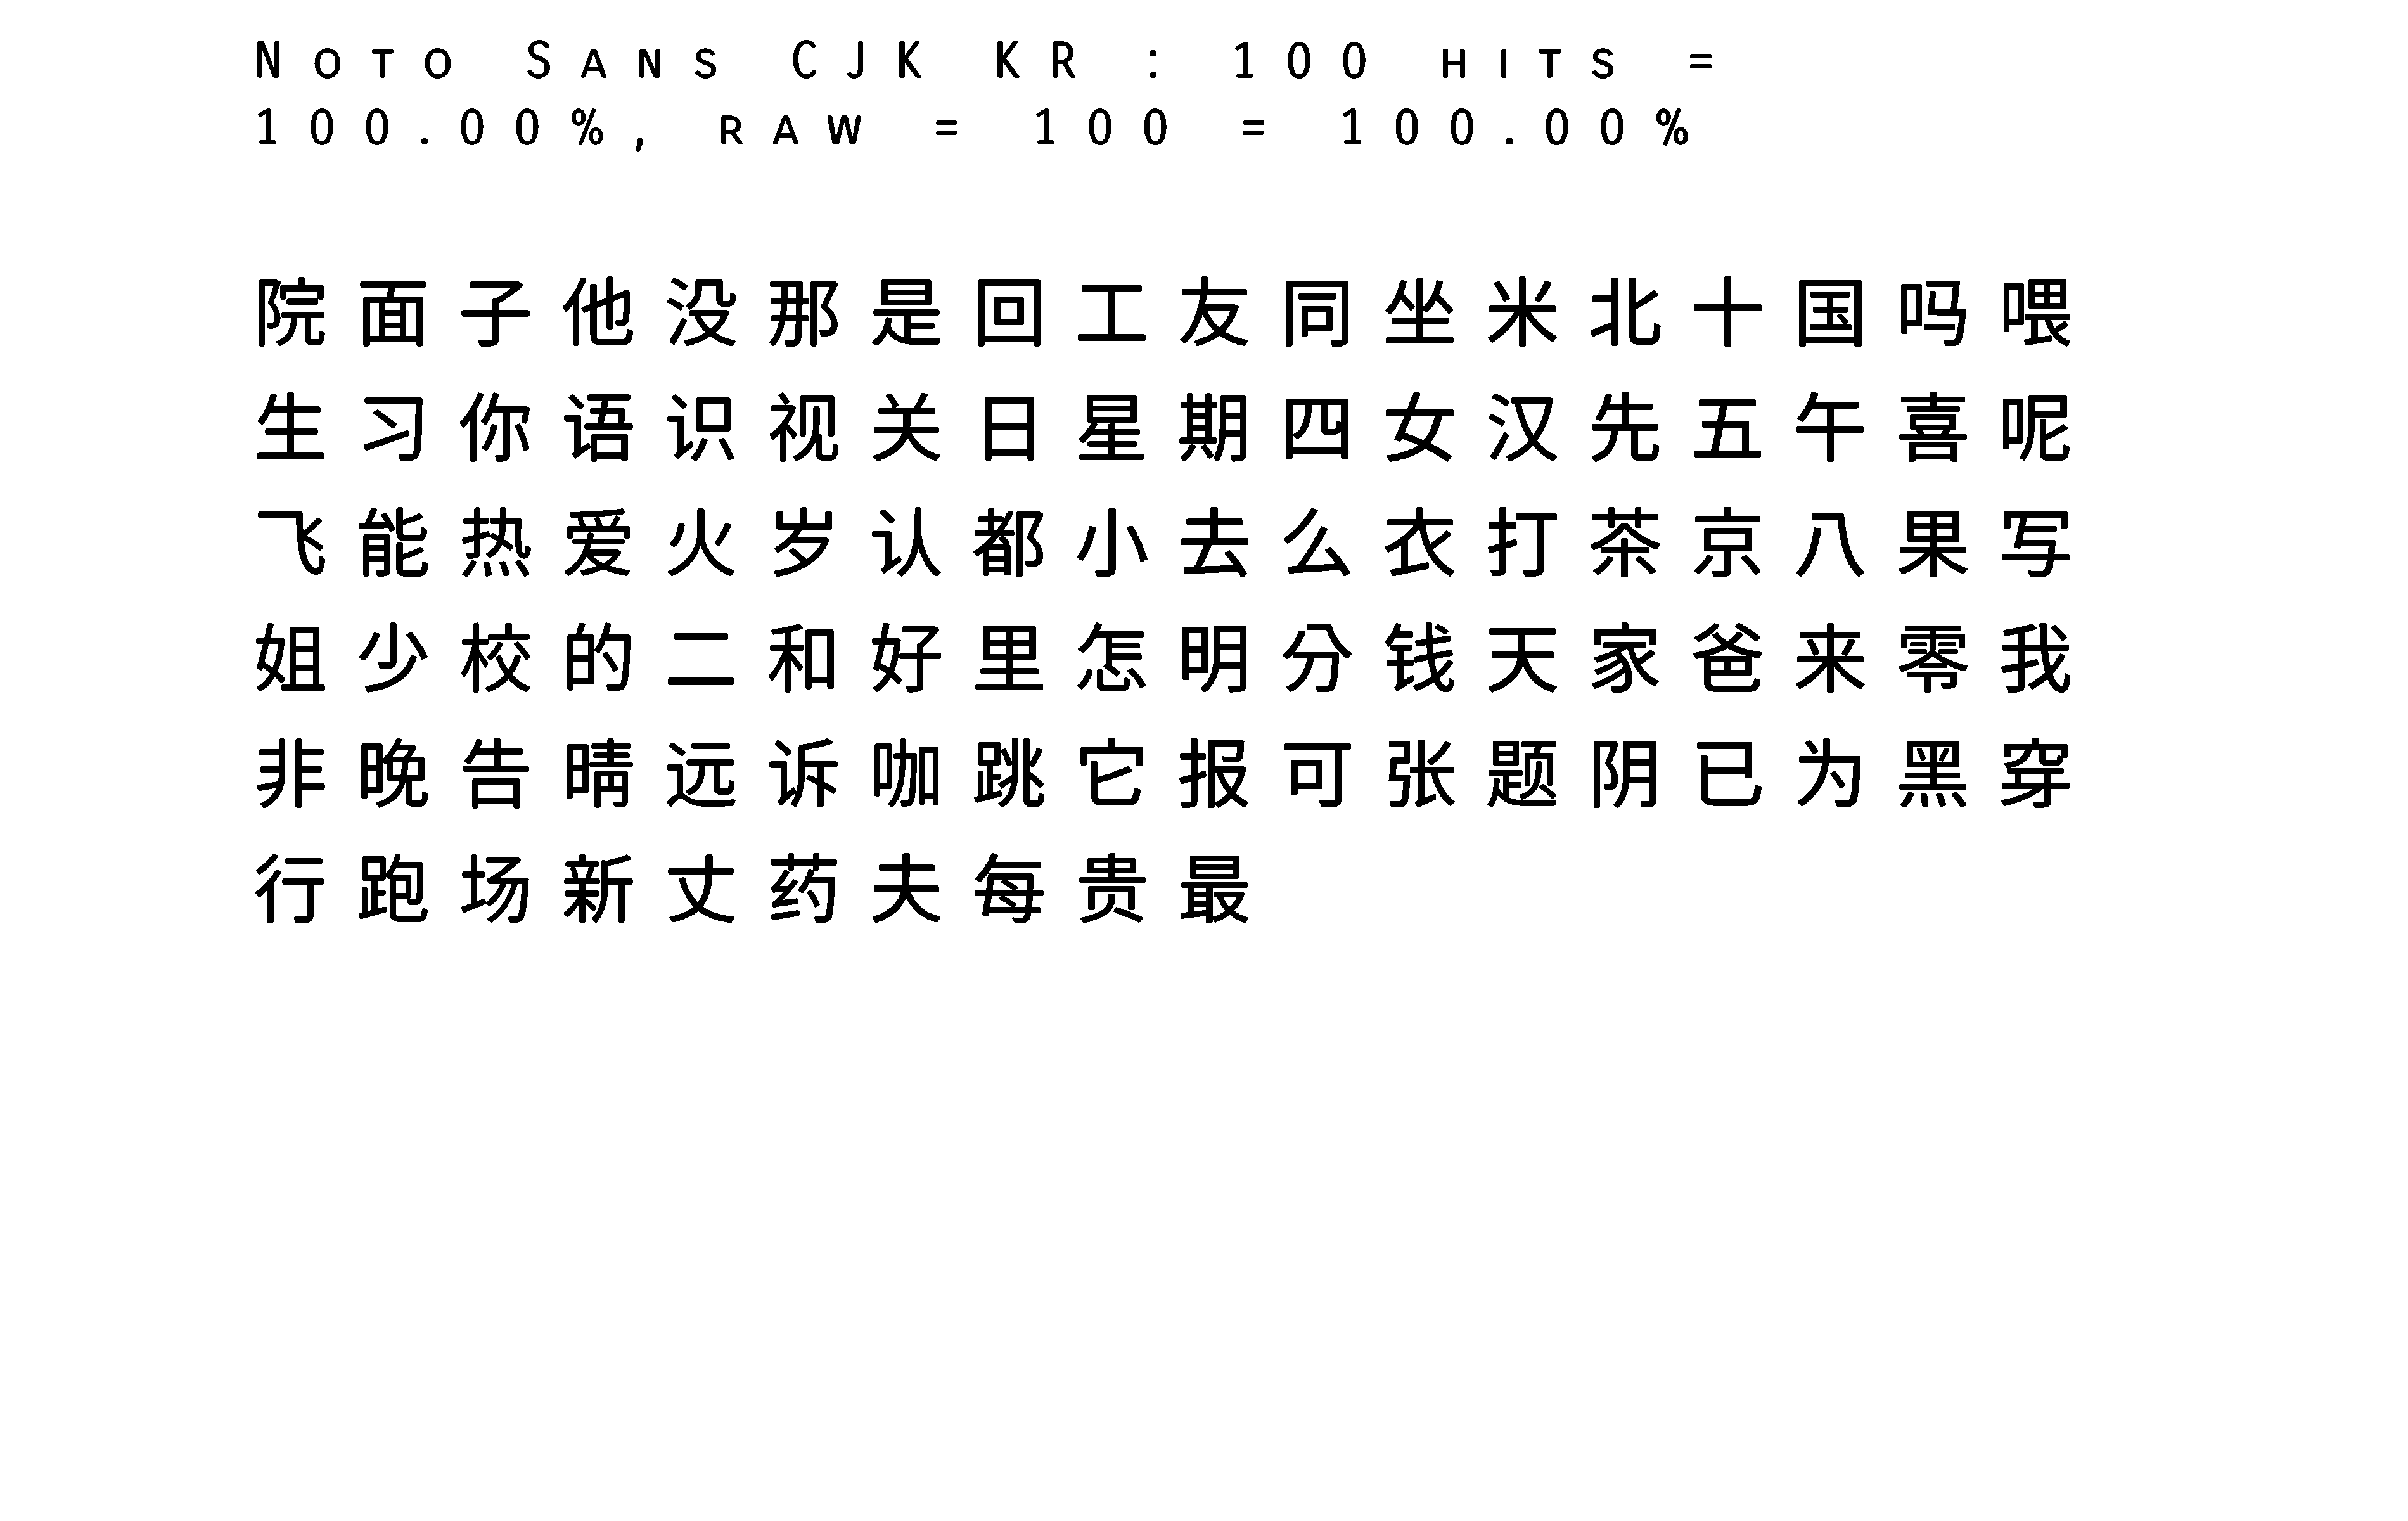 Noto Sans CJK KR : 100 hits =
100.00%, raw = 100 = 100.00%
院面子他没那是回工友同坐米北十国吗喂
生习你语识视关日星期四女汉先五午喜呢
飞能热爱火岁认都小去么衣打茶京八果写
姐少校的二和好里怎明分钱天家爸来零我
非晚告晴远诉咖跳它报可张题阴已为黑穿
行跑场新丈药夫每贵最